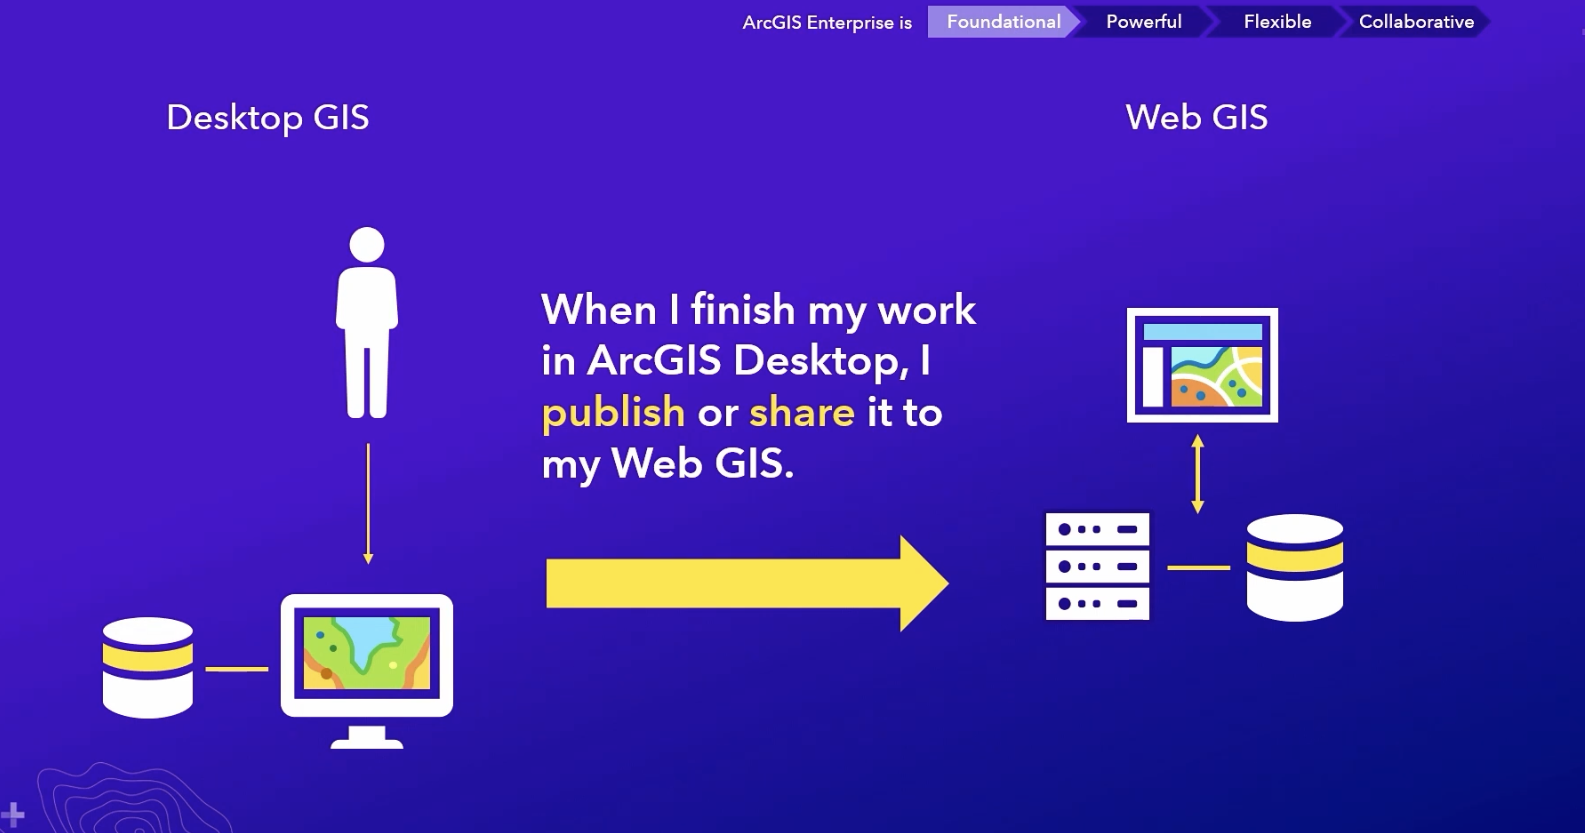 ArcGIS Enterprise is Foundational Powerful Flexible Collaborative
Desktop GIS
Web GIS
When I finish my work
in ArcGIS Desktop, I
publish or share it to
my Web GIS.